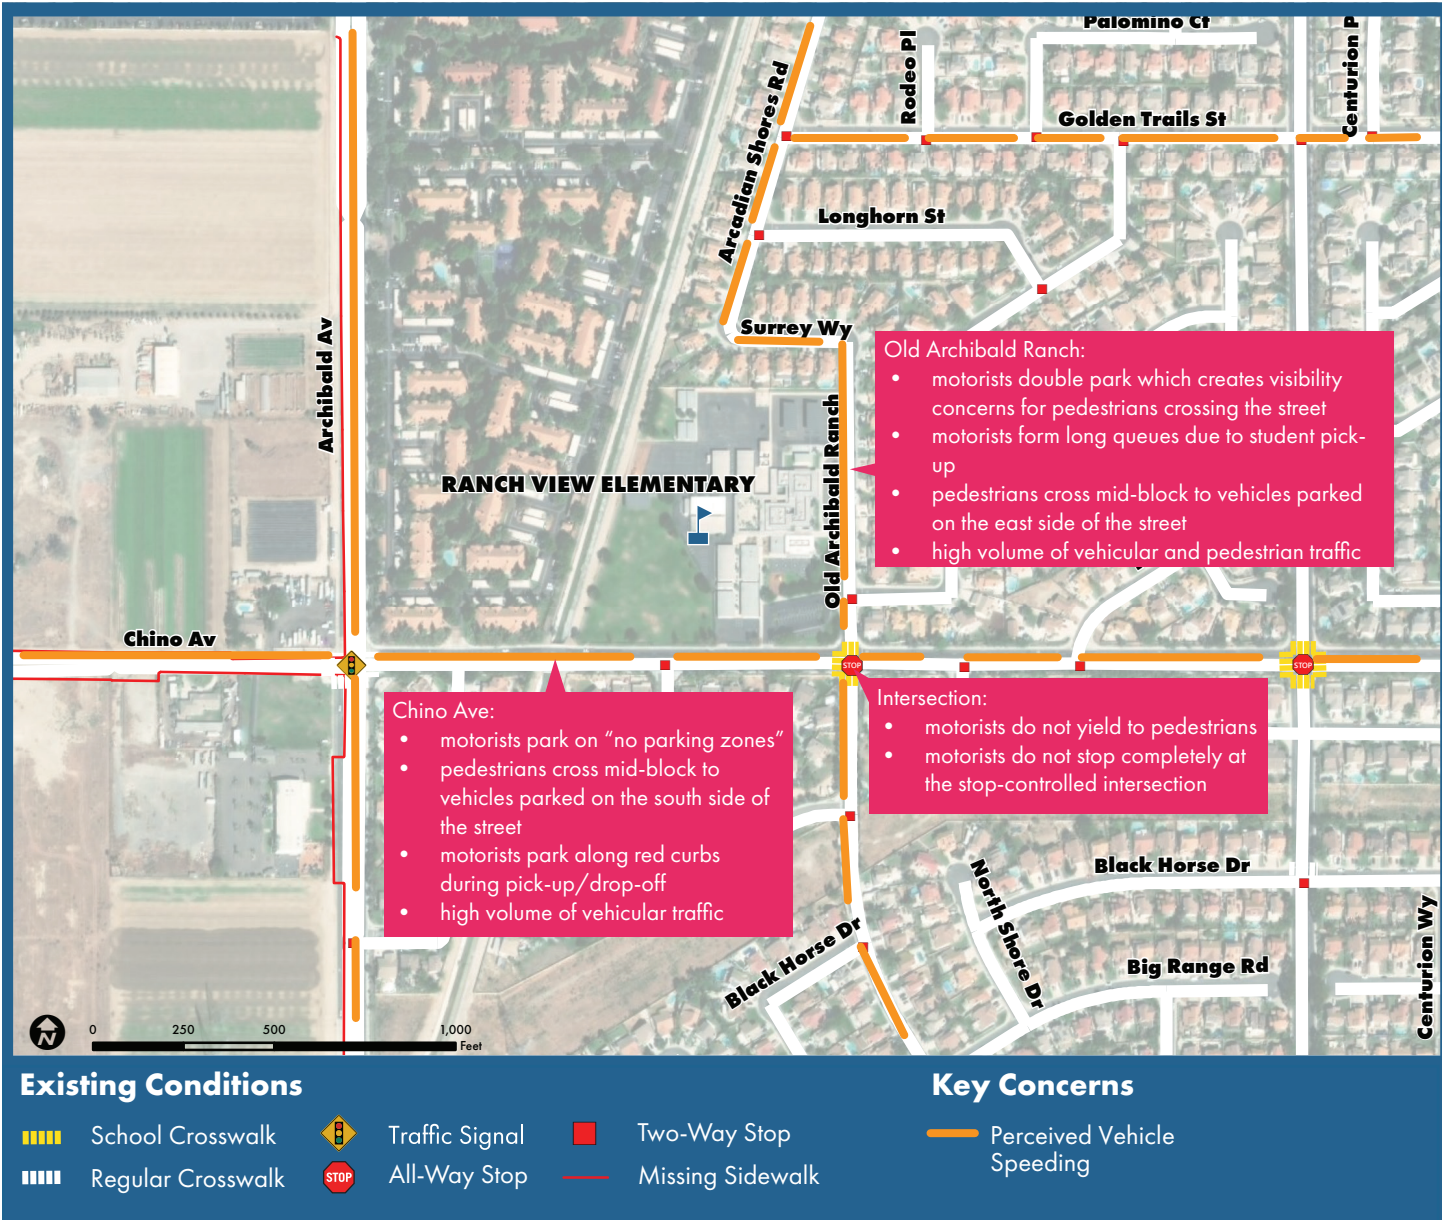 Palomino Ct
Rodeo Pl
Centurion P
Arcadian Shores Rd
Golden Trails St
Longhorn St
Surrey Wy
Archibald Av
Old Archibald Ranch:
• motorists double park which creates visibility
concerns for pedestrians crossing the street
• motorists form long queues due to student pick-
up
• pedestrians cross mid-block to vehicles parked
on the east side of the street
• high volume of vehicular and pedestrian traffic
RANCH VIEW ELEMENTARY
Old Archibald Ranch
Chino Av
STOP
STOP
Chino Ave:
• motorists park on “no parking zones”
• pedestrians cross mid-block to
vehicles parked on the south side of
the street
• motorists park along red curbs
during pick-up/drop-off
• high volume of vehicular traffic
Intersection:
• motorists do not yield to pedestrians
• motorists do not stop completely at
the stop-controlled intersection
Black Horse Dr
North Shore Dr
Black Horse Dr
Big Range Rd
Centurion Wy
N
0 250 500 1,000
Feet
Existing Conditions
School Crosswalk
Traffic Signal
Two-Way Stop
Regular Crosswalk
STOP
All-Way Stop
Missing Sidewalk
Key Concerns
Perceived Vehicle
Speeding